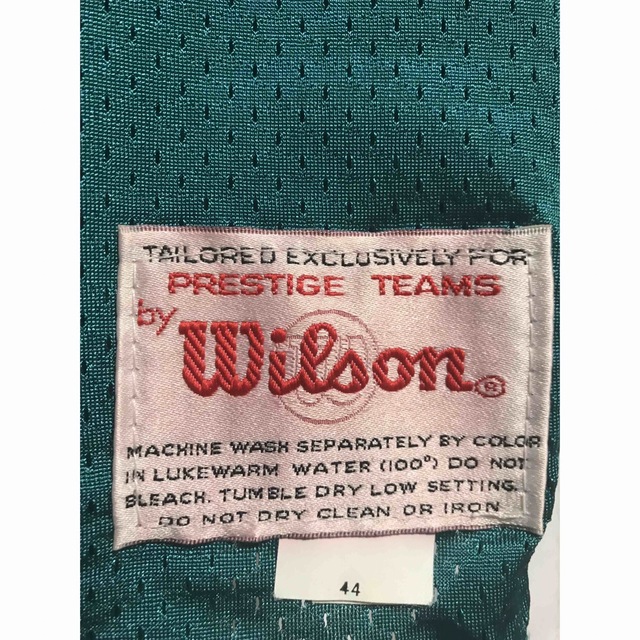 TAILORED EXCLUSIVELY FOR
PRESTIGE TEAMS
by Wilson®
MACHINE WASH SEPARATELY BY COLOR
IN LUKEWARM WATER (100°) DO NOT
BLEACH. TUMBLE DRY LOW SETTING.
DO NOT DRY CLEAN OR IRON
44